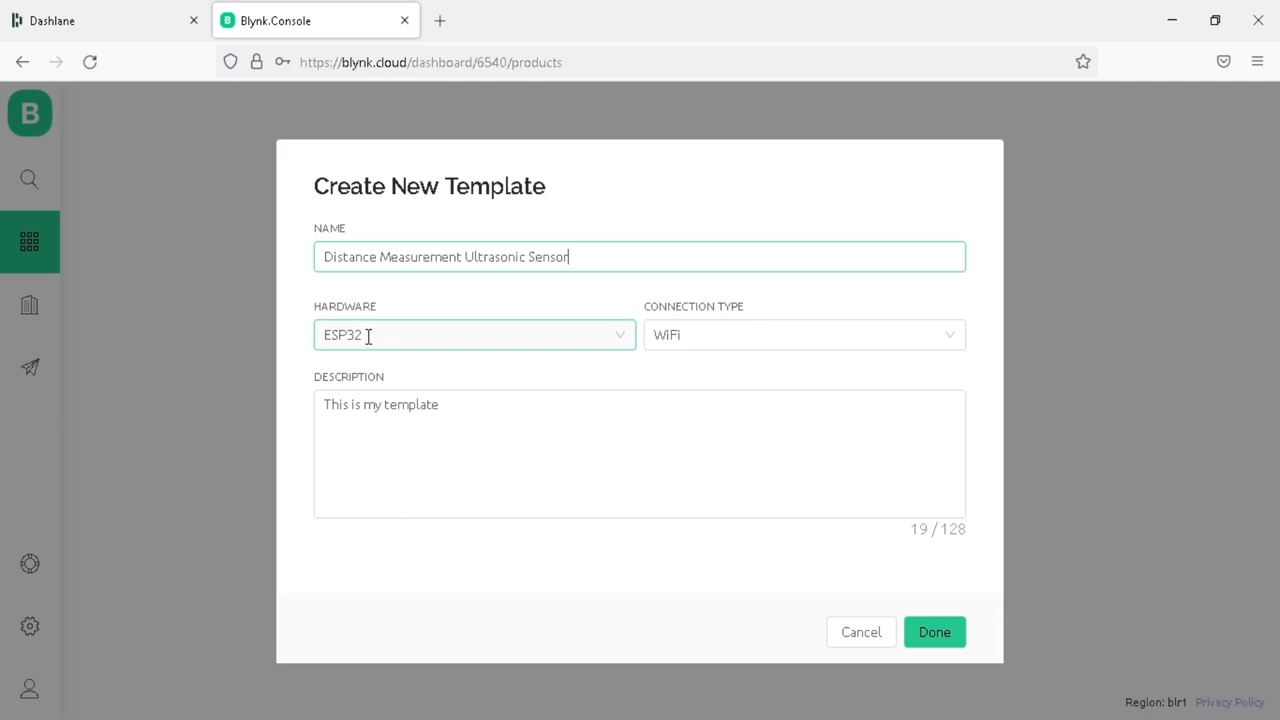 Dashlane
B Blynk.Console
https://blynk.cloud/dashboard/6540/products
B
Create New Template
NAME
Distance Measurement Ultrasonic Sensor
HARDWARE CONNECTION TYPE
ESP32 WiFi
DESCRIPTION
This is my template
19 / 128
Cancel Done
Region: blr1 Privacy Policy